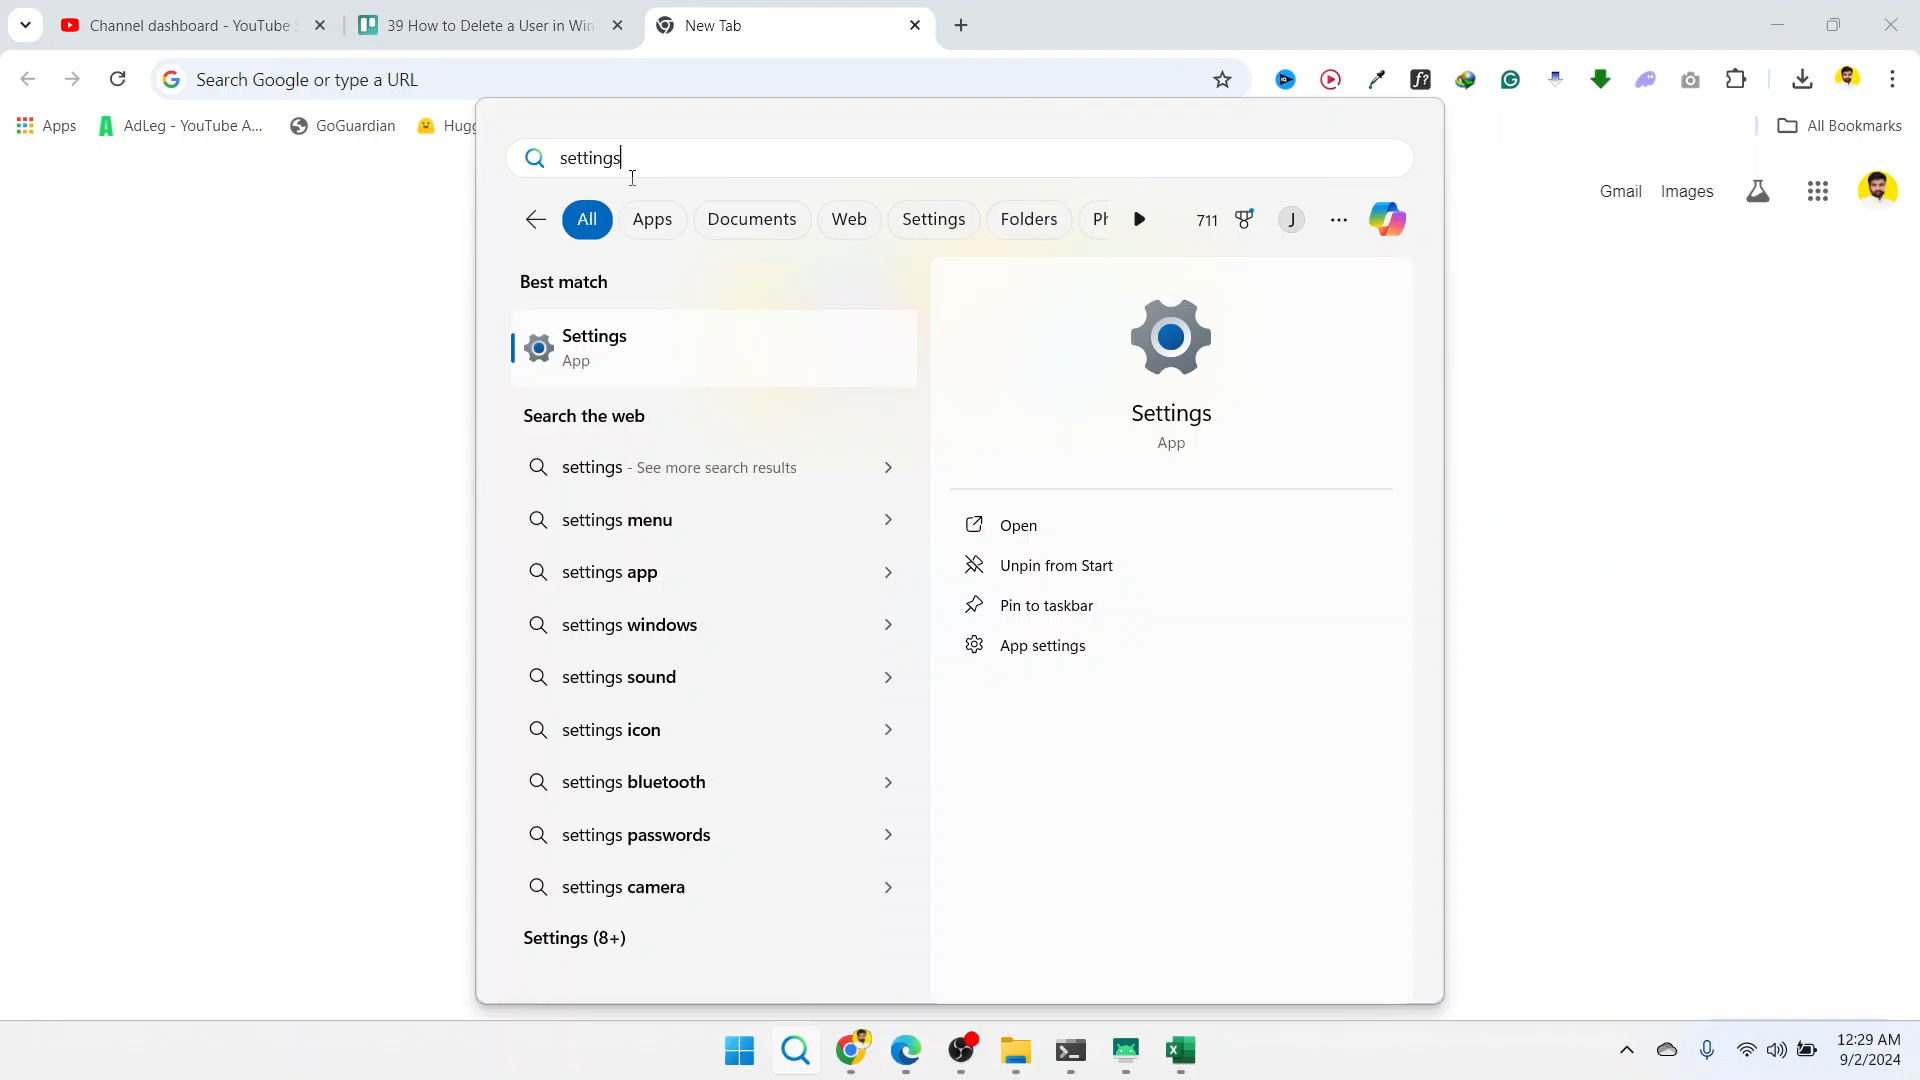 Channel dashboard - YouTube S
39 How to Delete a User in Win
New Tab
Search Google or type a URL
Apps
AdLeg - YouTube A...
GoGuardian
Hugg
All Bookmarks
settings
Gmail
Images
All
Apps
Documents
Web
Settings
Folders
Ph
711
J
Best match
Settings
App
Search the web
settings - See more search results
settings menu
settings app
settings windows
settings sound
settings icon
settings bluetooth
settings passwords
settings camera
Settings (8+)
Settings
App
Open
Unpin from Start
Pin to taskbar
App settings
12:29 AM
9/2/2024